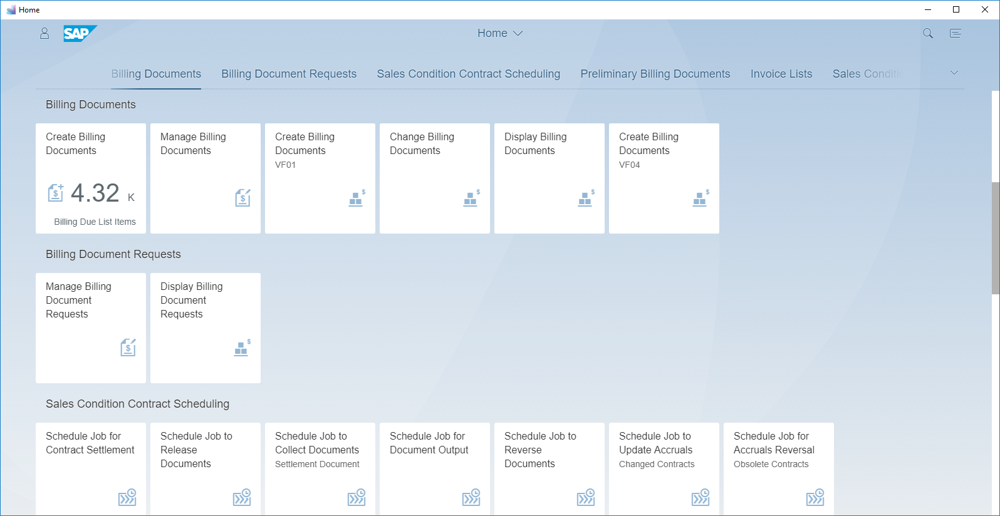 Home
SAP
Home
Billing Documents Billing Document Requests Sales Condition Contract Scheduling Preliminary Billing Documents Invoice Lists Sales
Billing Documents
Create Billing
Documents
4.32 K
Billing Due List Items
Manage Billing
Documents
Create Billing
Documents
VF01
Change Billing
Documents
Display Billing
Documents
Create Billing
Documents
VF04
Billing Document Requests
Manage Billing
Document
Requests
Display Billing
Document
Requests
Sales Condition Contract Scheduling
Schedule Job for
Contract Settlement
Schedule Job to
Release
Documents
Schedule Job to
Collect Documents
Settlement Document
Schedule Job for
Document Output
Schedule Job to
Reverse
Documents
Schedule Job to
Update Accruals
Changed Contracts
Schedule Job for
Accruals Reversal
Obsolete Contracts